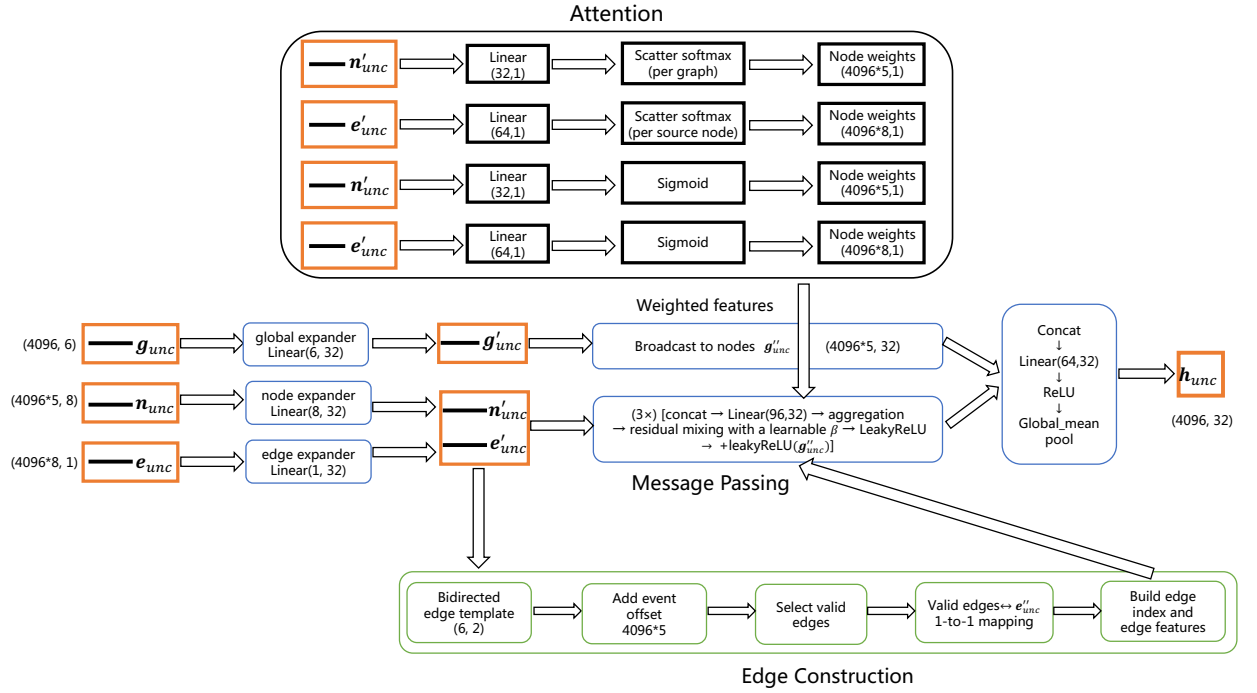 Attention
n′unc
Linear
(32,1)
Scatter softmax
(per graph)
Node weights
(4096*5,1)
e′unc
Linear
(64,1)
Scatter softmax
(per source node)
Node weights
(4096*8,1)
n′unc
Linear
(32,1)
Sigmoid
Node weights
(4096*5,1)
e′unc
Linear
(64,1)
Sigmoid
Node weights
(4096*8,1)
Weighted features
(4096, 6)
gunc
global expander
Linear(6, 32)
g′unc
Broadcast to nodes g″unc (4096*5, 32)
(4096*5, 8)
nunc
node expander
Linear(8, 32)
n′unc
e′unc
(4096*8, 1)
eunc
edge expander
Linear(1, 32)
(3×) [concat → Linear(96,32) → aggregation
→ residual mixing with a learnable β → LeakyReLU
→ +leakyReLU(g″unc)]
Message Passing
Concat
↓
Linear(64,32)
↓
ReLU
↓
Global_mean
pool
hunc
(4096, 32)
Bidirected
edge template
(6, 2)
Add event
offset
4096*5
Select valid
edges
Valid edges↔ e″unc
1-to-1 mapping
Build edge
index and
edge features
Edge Construction